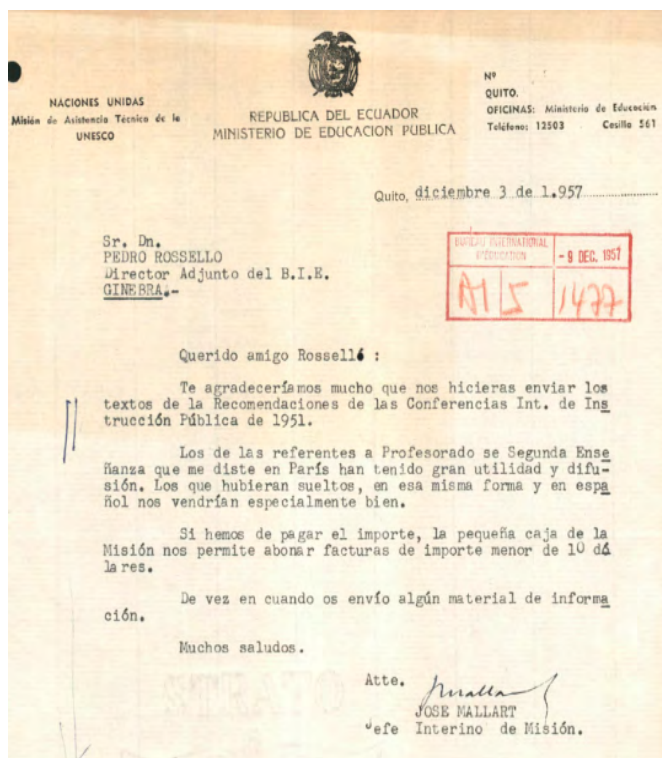 NACIONES UNIDAS
Misión de Asistencia Técnica de la
UNESCO
REPUBLICA DEL ECUADOR
MINISTERIO DE EDUCACION PUBLICA
Nº
QUITO.
OFICINAS: Ministerio de Educación
Teléfono: 12503 Casilla 561
Quito, diciembre 3 de 1.957
Sr. Dn.
PEDRO ROSSELLO
Director Adjunto del B.I.E.
GINEBRA.-
BUREAU INTERNATIONAL
D'ÉDUCATION
- 9 DEC. 1957
A1 5 1477
Querido amigo Rosselló :
Te agradeceríamos mucho que nos hicieras enviar los
textos de la Recomendaciones de las Conferencias Int. de Ins
trucción Pública de 1951.
Los de las referentes a Profesorado se Segunda Ense
ñanza que me diste en París han tenido gran utilidad y difu-
sión. Los que hubieran sueltos, en esa misma forma y en espa
ñol nos vendrían especialmente bien.
Si hemos de pagar el importe, la pequeña caja de la
Misión nos permite abonar facturas de importe menor de 10 dó
lares.
De vez en cuando os envío algún material de informa
ción.
Muchos saludos.
Atte.
JOSE MALLART
Jefe Interino de Misión.